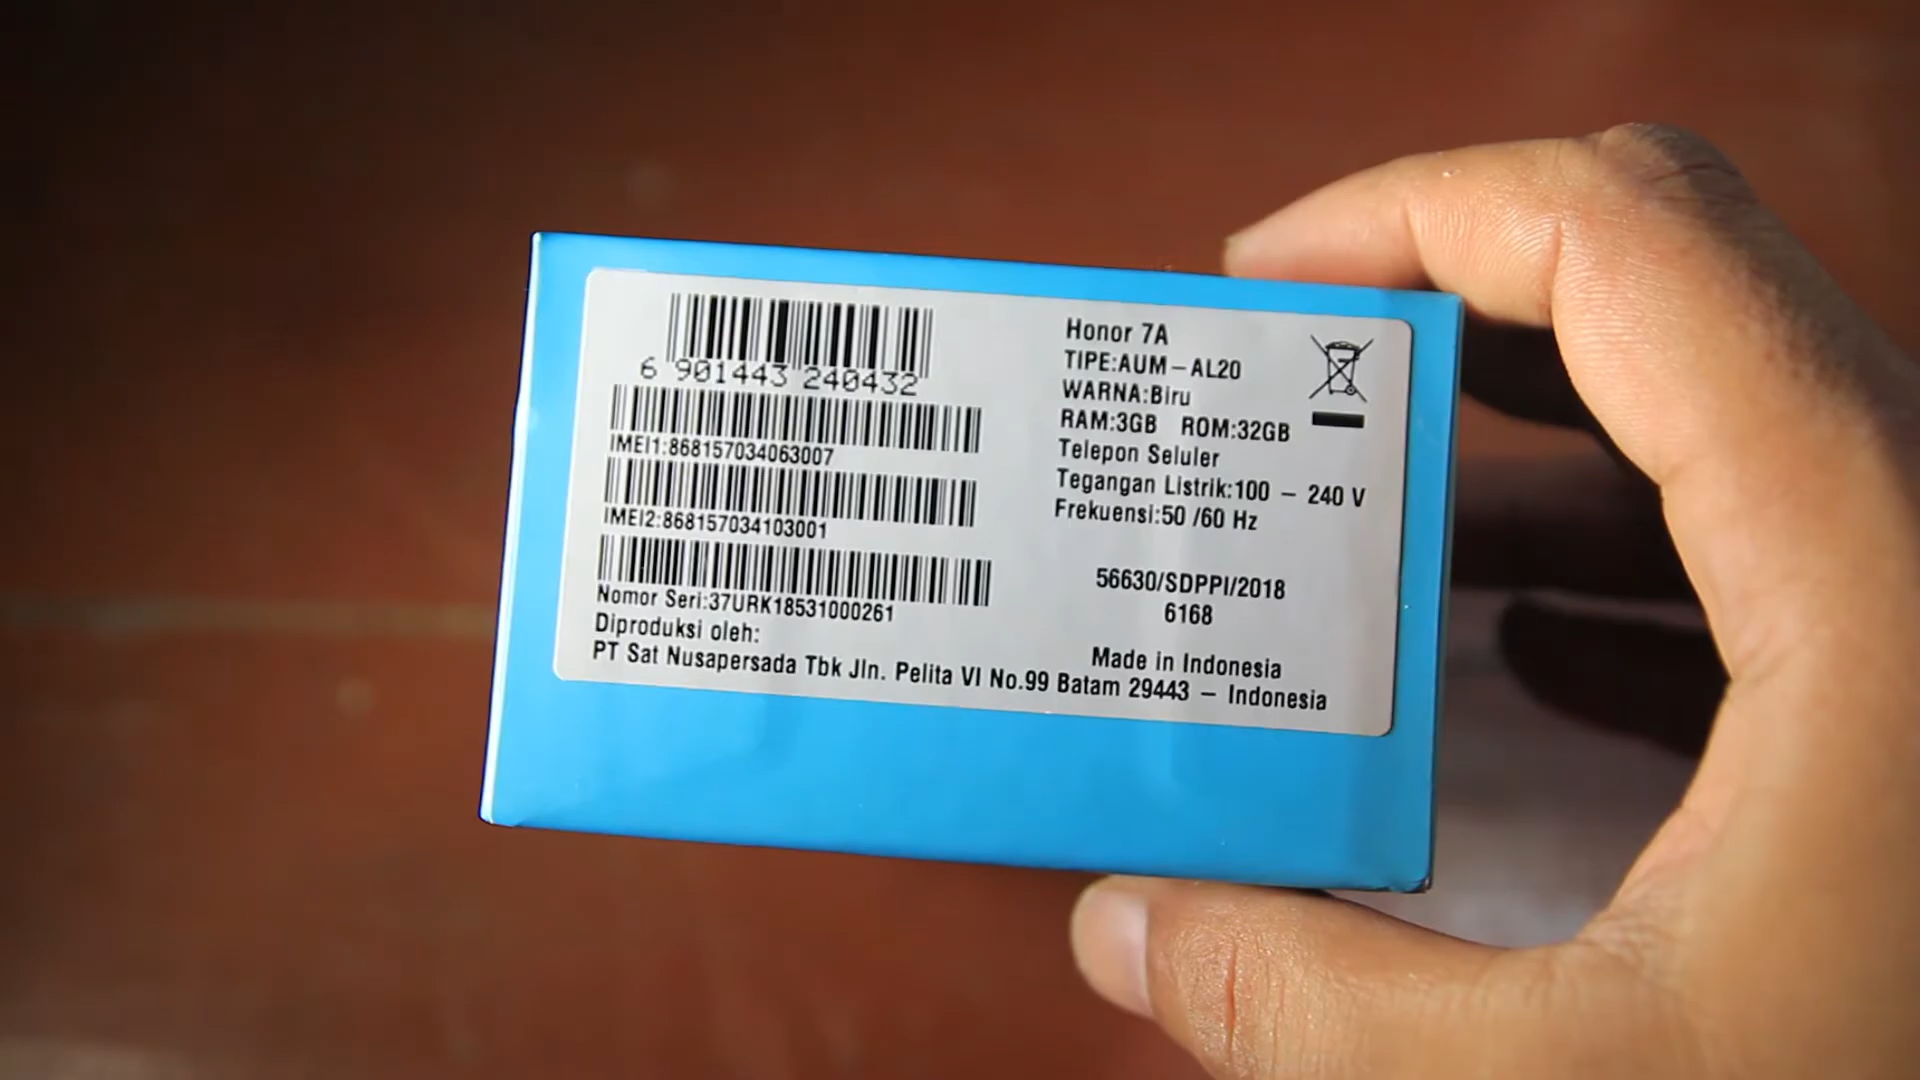 6 901443 240432
IMEI1:868157034063007
IMEI2:868157034103001
Nomor Seri:37URK18531000261
Diproduksi oleh:
PT Sat Nusapersada Tbk Jln. Pelita VI No.99 Batam 29443 – Indonesia
Honor 7A
TIPE:AUM–AL20
WARNA:Biru
RAM:3GB ROM:32GB
Telepon Seluler
Tegangan Listrik:100 – 240 V
Frekuensi:50 /60 Hz
56630/SDPPI/2018
6168
Made in Indonesia